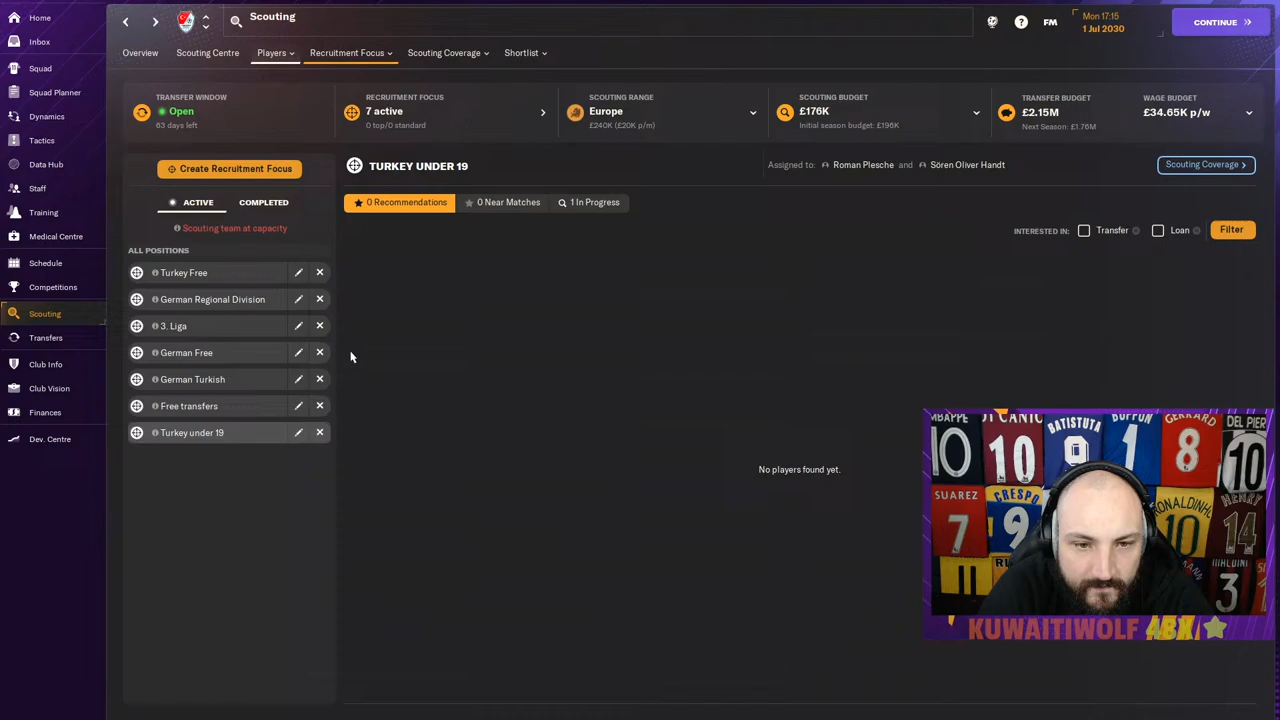 Home
Scouting
FM
Mon 17:15
1 Jul 2030
CONTINUE
Inbox
Overview
Scouting Centre
Players
Recruitment Focus
Scouting Coverage
Shortlist
Squad
Squad Planner
Dynamics
Tactics
Data Hub
Staff
Training
Medical Centre
Schedule
Competitions
Scouting
Transfers
Club Info
Club Vision
Finances
Dev. Centre
TRANSFER WINDOW
Open
63 days left
RECRUITMENT FOCUS
7 active
0 top/0 standard
SCOUTING RANGE
Europe
£240K (£20K p/m)
SCOUTING BUDGET
£176K
Initial season budget: £196K
TRANSFER BUDGET
£2.15M
Next Season: £1.76M
WAGE BUDGET
£34.65K p/w
Create Recruitment Focus
ACTIVE
COMPLETED
Scouting team at capacity
ALL POSITIONS
Turkey Free
German Regional Division
3. Liga
German Free
German Turkish
Free transfers
Turkey under 19
TURKEY UNDER 19
Assigned to: Roman Plesche and Sören Oliver Handt
Scouting Coverage
0 Recommendations
0 Near Matches
1 In Progress
INTERESTED IN: Transfer Loan
Filter
No players found yet.
MBAPPE
10
10
BATISTUTA
9
BUFFON
1
GERRARD
8
DEL PIER
10
SUAREZ
7
CRESPO
9
RONALDINHO
10
HENRY
14
3
KUWAITIWOLF 48X